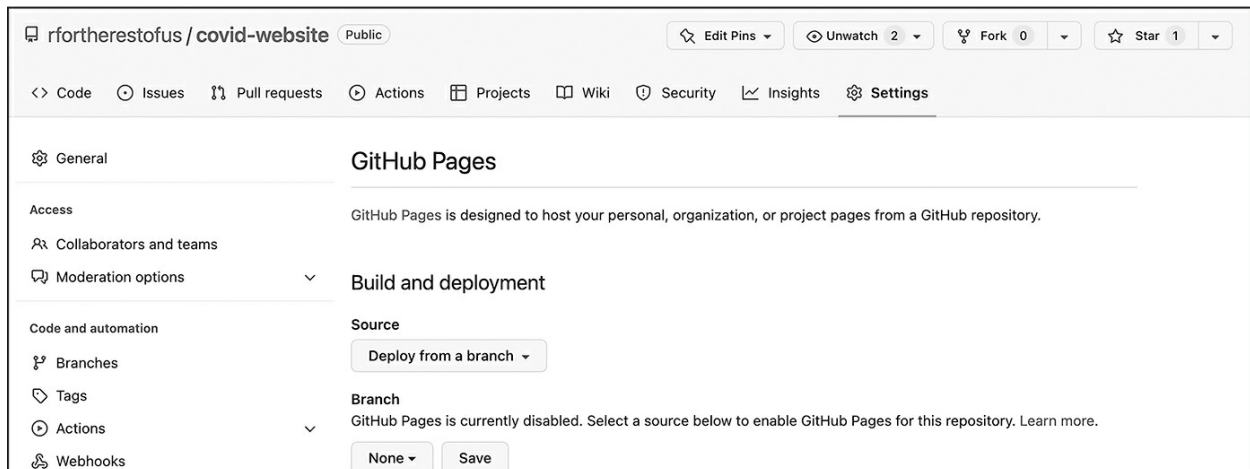 rfortherestofus / covid-website Public Edit Pins Unwatch 2 Fork 0 Star 1
Code Issues Pull requests Actions Projects Wiki Security Insights Settings
General
Access
Collaborators and teams
Moderation options
Code and automation
Branches
Tags
Actions
Webhooks
GitHub Pages
GitHub Pages is designed to host your personal, organization, or project pages from a GitHub repository.
Build and deployment
Source
Deploy from a branch
Branch
GitHub Pages is currently disabled. Select a source below to enable GitHub Pages for this repository. Learn more.
None Save